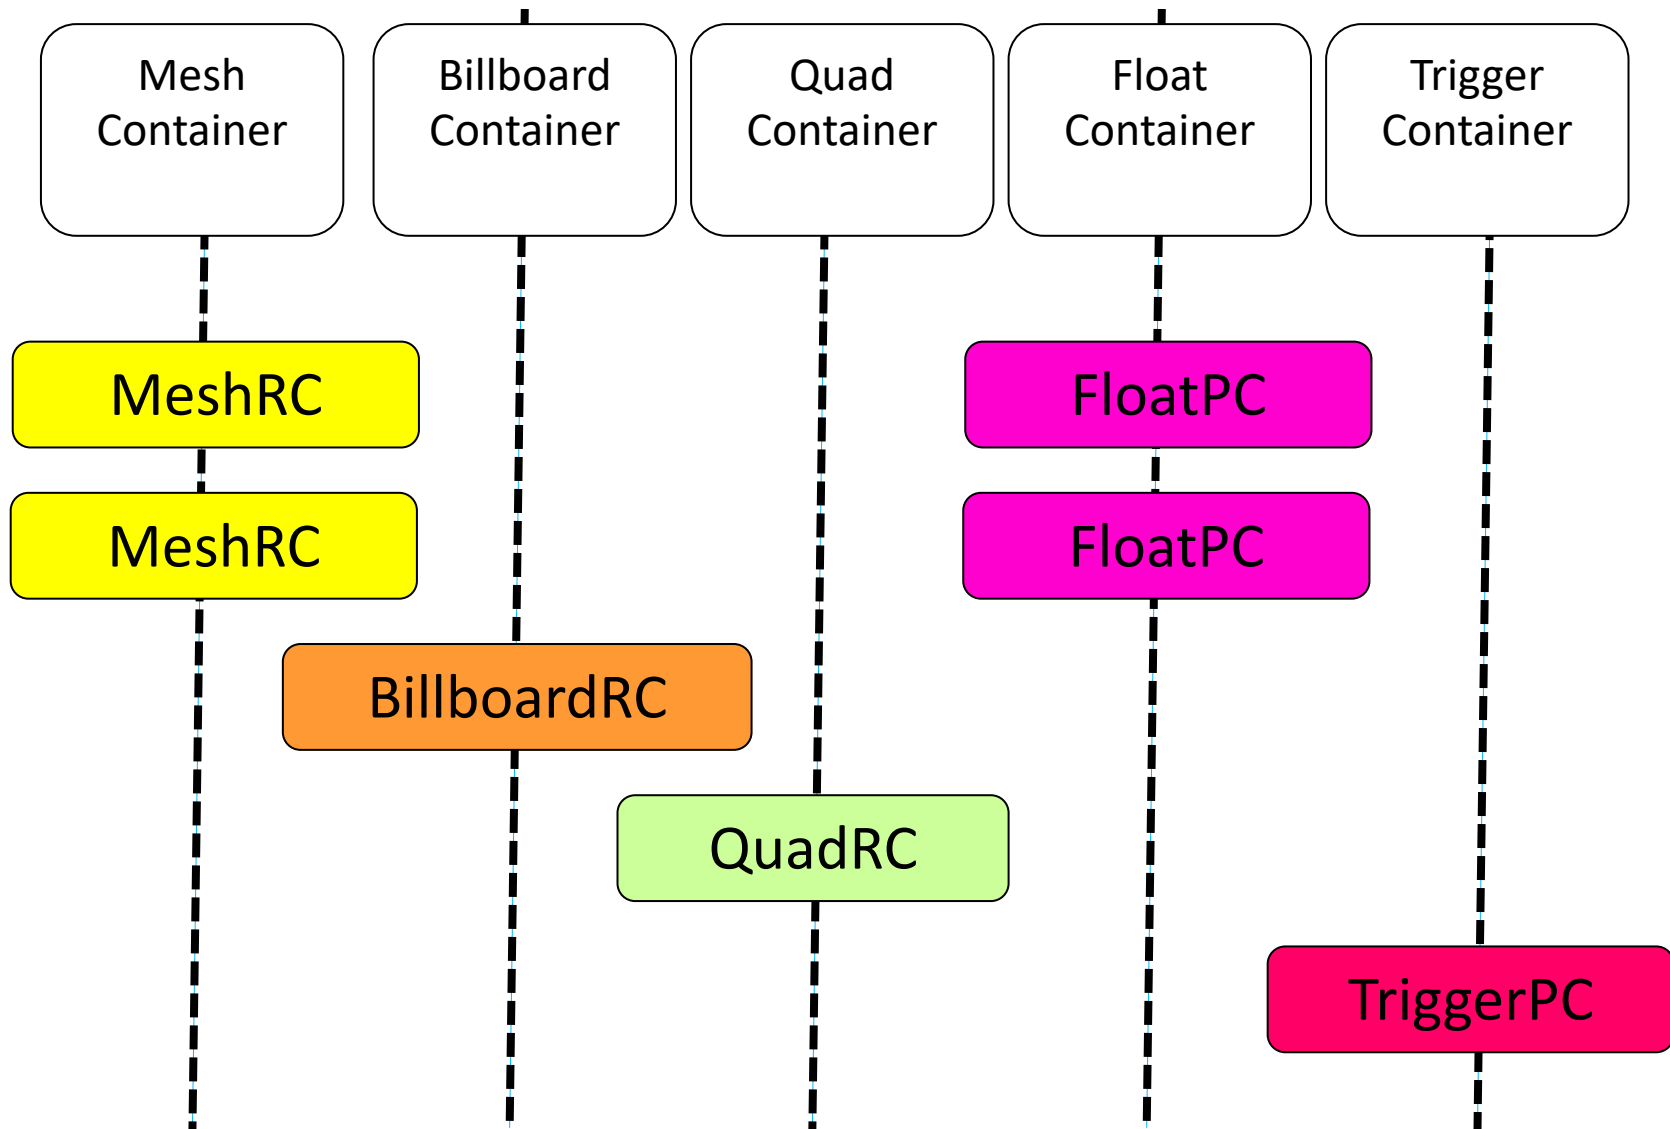 Mesh
Container
Billboard
Container
Quad
Container
Float
Container
Trigger
Container
MeshRC
FloatPC
MeshRC
FloatPC
BillboardRC
QuadRC
TriggerPC